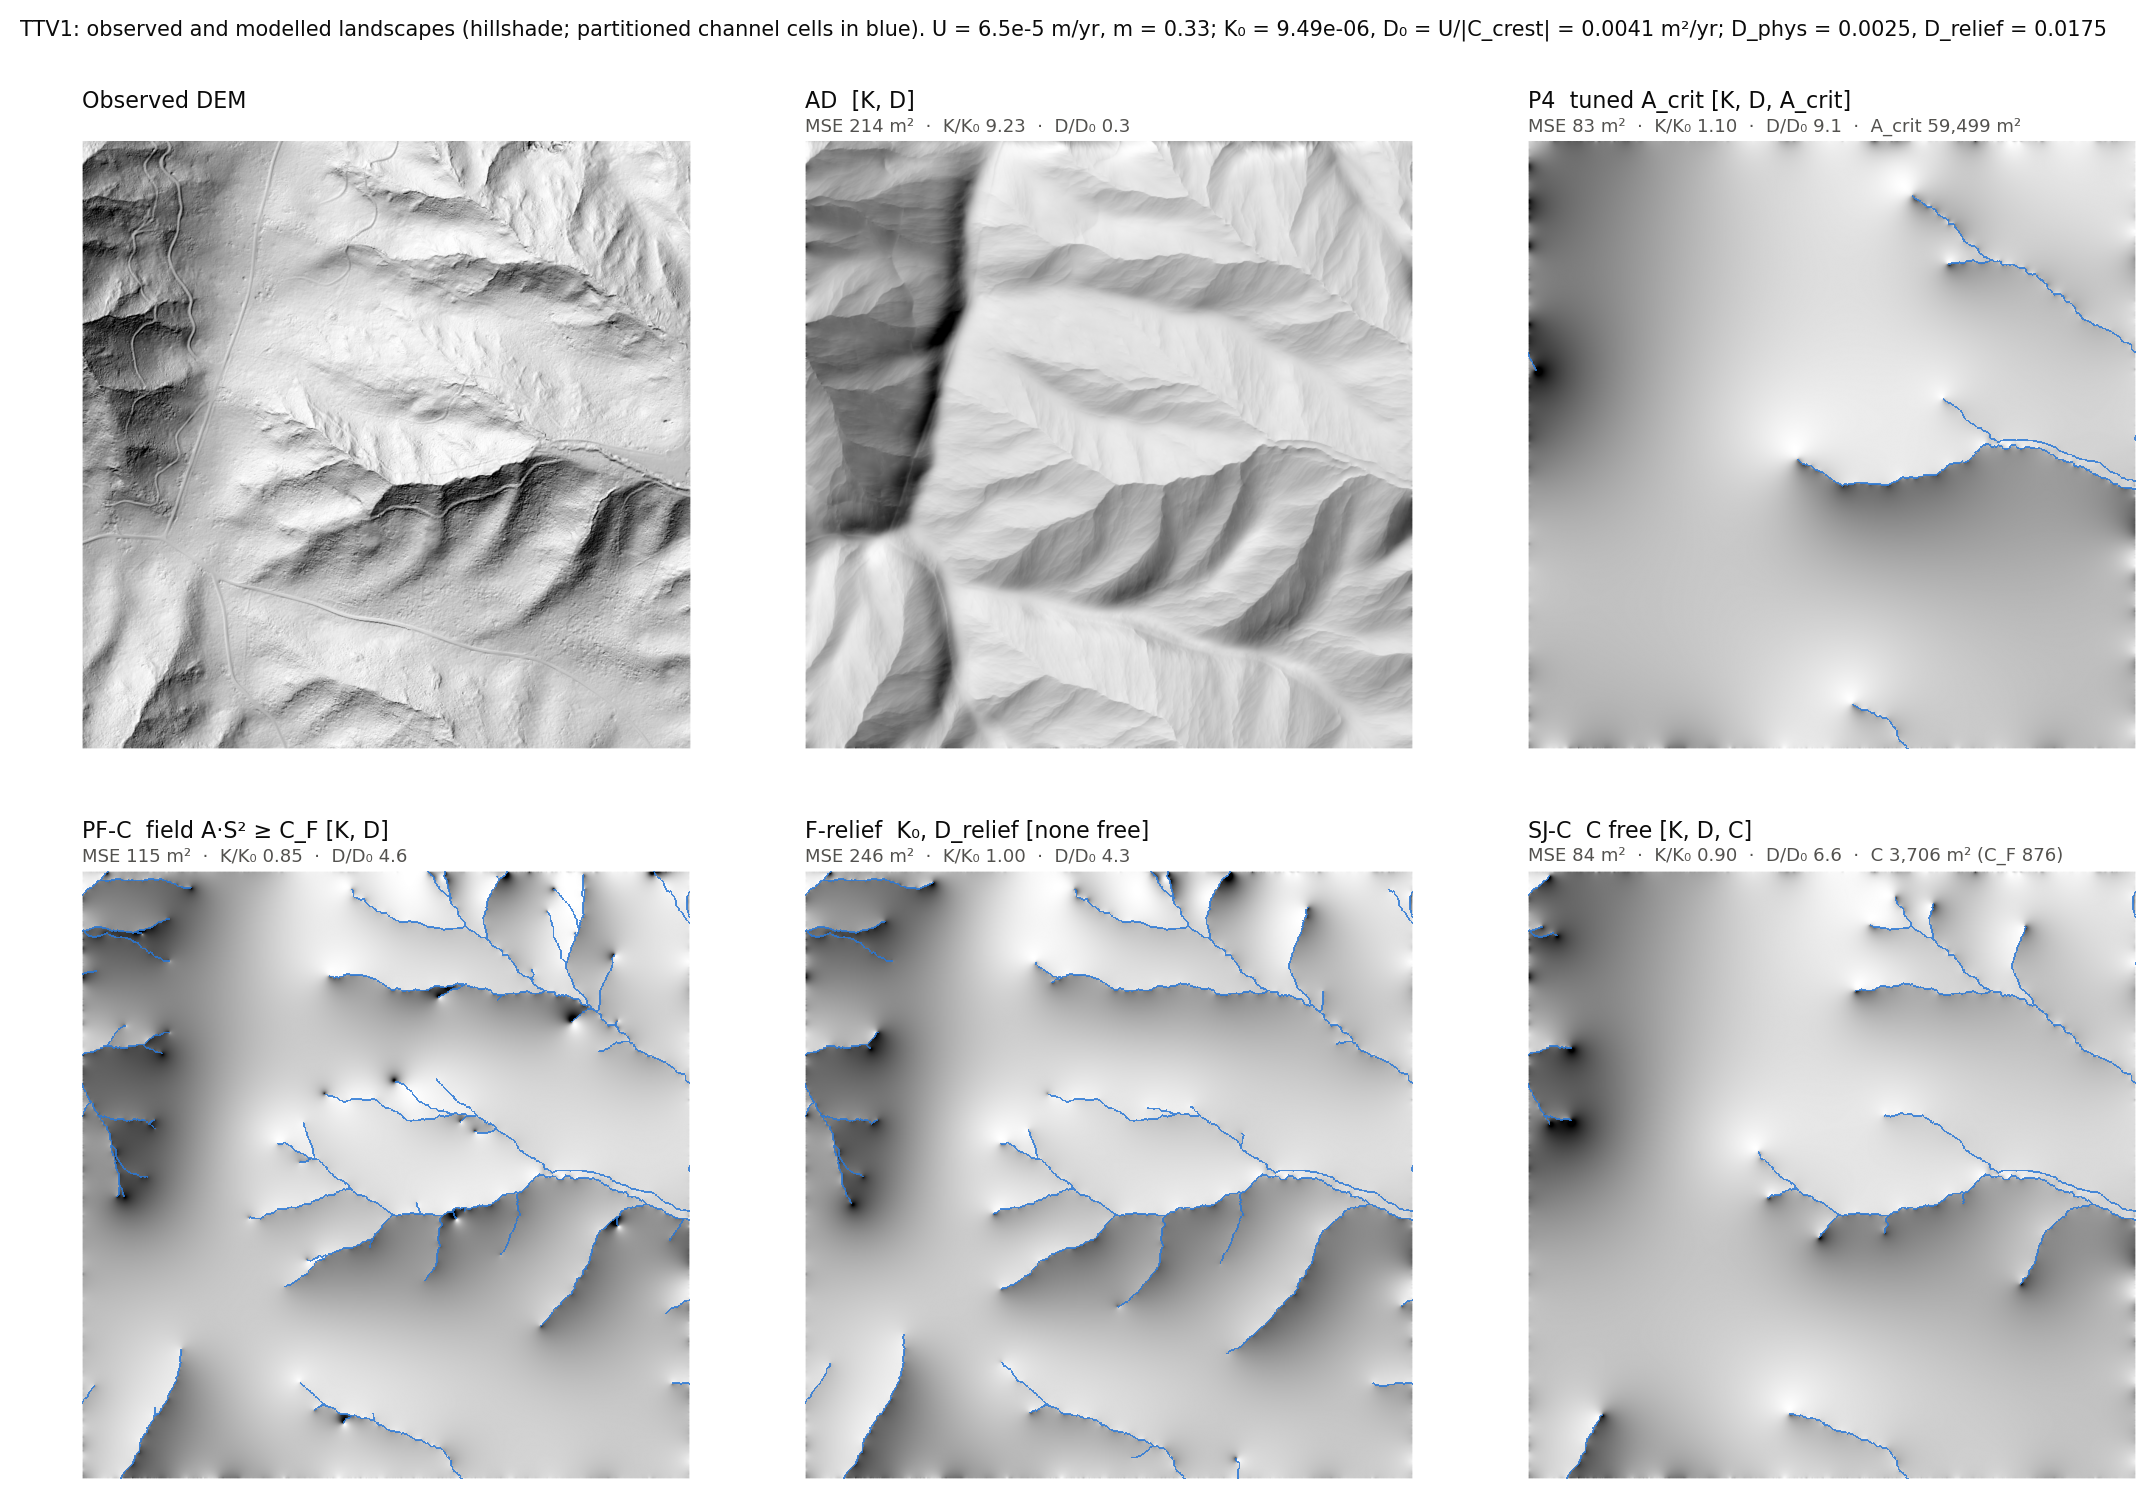 TTV1: observed and modelled landscapes (hillshade; partitioned channel cells in blue). U = 6.5e-5 m/yr, m = 0.33; K₀ = 9.49e-06, D₀ = U/|C_crest| = 0.0041 m²/yr; D_phys = 0.0025, D_relief = 0.0175
Observed DEM
AD  [K, D]
MSE 214 m²  ·  K/K₀ 9.23  ·  D/D₀ 0.3
P4  tuned A_crit [K, D, A_crit]
MSE 83 m²  ·  K/K₀ 1.10  ·  D/D₀ 9.1  ·  A_crit 59,499 m²
PF-C  field A·S² ≥ C_F [K, D]
MSE 115 m²  ·  K/K₀ 0.85  ·  D/D₀ 4.6
F-relief  K₀, D_relief [none free]
MSE 246 m²  ·  K/K₀ 1.00  ·  D/D₀ 4.3
SJ-C  C free [K, D, C]
MSE 84 m²  ·  K/K₀ 0.90  ·  D/D₀ 6.6  ·  C 3,706 m² (C_F 876)